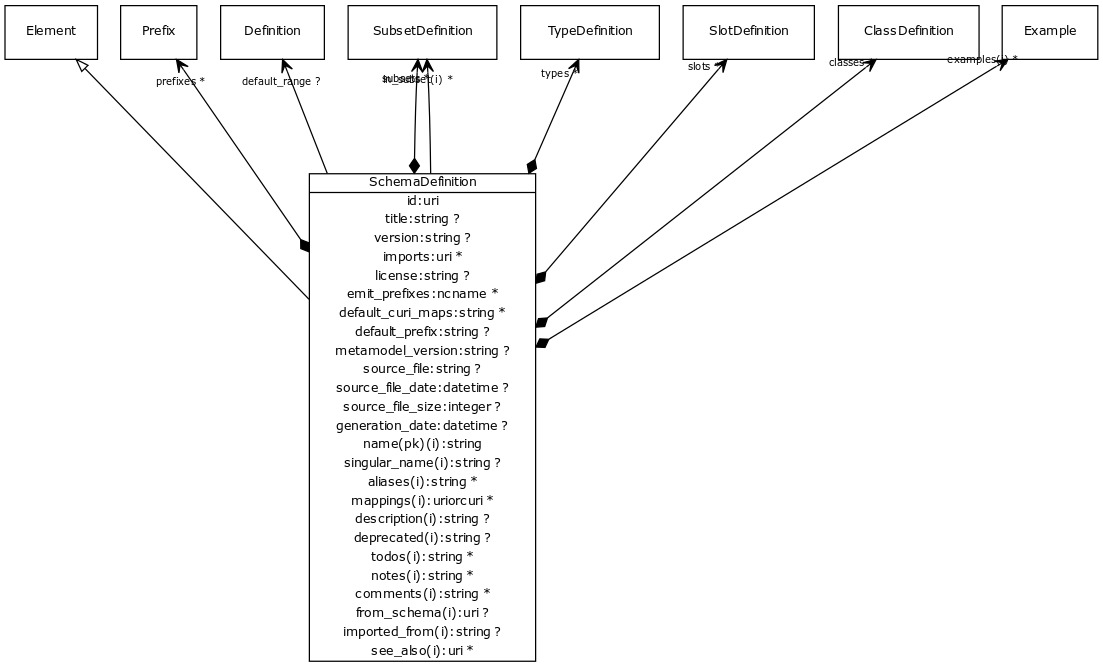 Element
Prefix
Definition
SubsetDefinition
TypeDefinition
SlotDefinition
ClassDefinition
Example
prefixes *
default_range ?
subsets *
in_subset(i) *
types *
slots *
classes *
examples(i) *
SchemaDefinition
id:uri
title:string ?
version:string ?
imports:uri *
license:string ?
emit_prefixes:ncname *
default_curi_maps:string *
default_prefix:string ?
metamodel_version:string ?
source_file:string ?
source_file_date:datetime ?
source_file_size:integer ?
generation_date:datetime ?
name(pk)(i):string
singular_name(i):string ?
aliases(i):string *
mappings(i):uriorcuri *
description(i):string ?
deprecated(i):string ?
todos(i):string *
notes(i):string *
comments(i):string *
from_schema(i):uri ?
imported_from(i):string ?
see_also(i):uri *